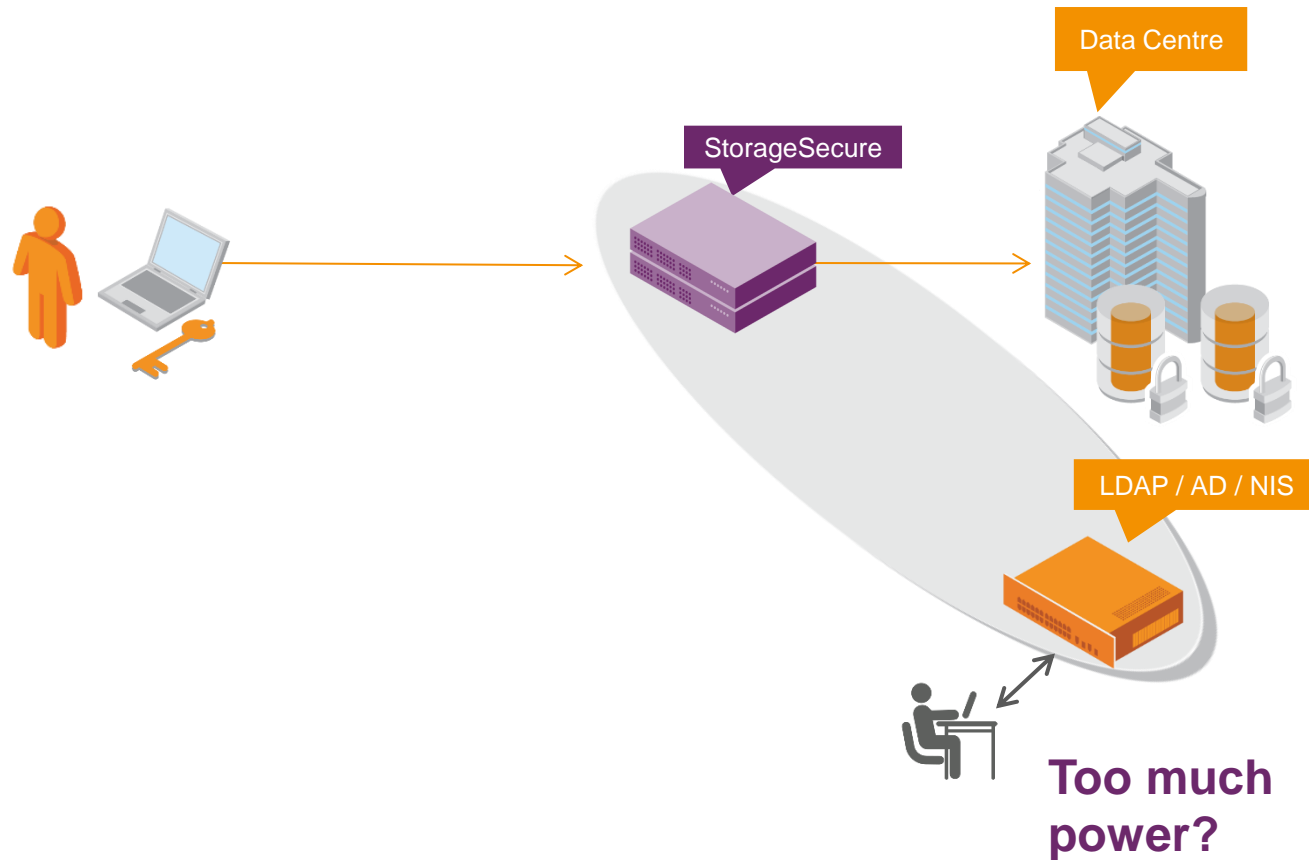 Data Centre
StorageSecure
LDAP / AD / NIS
Too much
power?